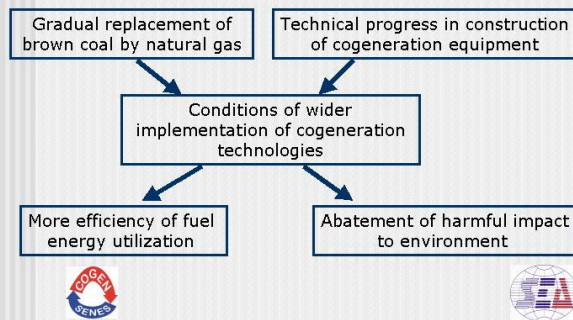 Gradual replacement of
brown coal by natural gas
Technical progress in construction
of cogeneration equipment
Conditions of wider
implementation of cogeneration
technologies
More efficiency of fuel
energy utilization
Abatement of harmful impact
to environment
COGEN
SENES
SEA